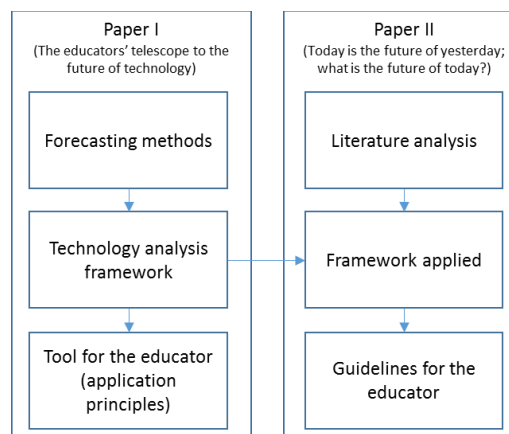 Paper I
(The educators' telescope to the
future of technology)
Forecasting methods
Technology analysis
framework
Tool for the educator
(application
principles)
Paper II
(Today is the future of yesterday;
what is the future of today?)
Literature analysis
Framework applied
Guidelines for the
educator